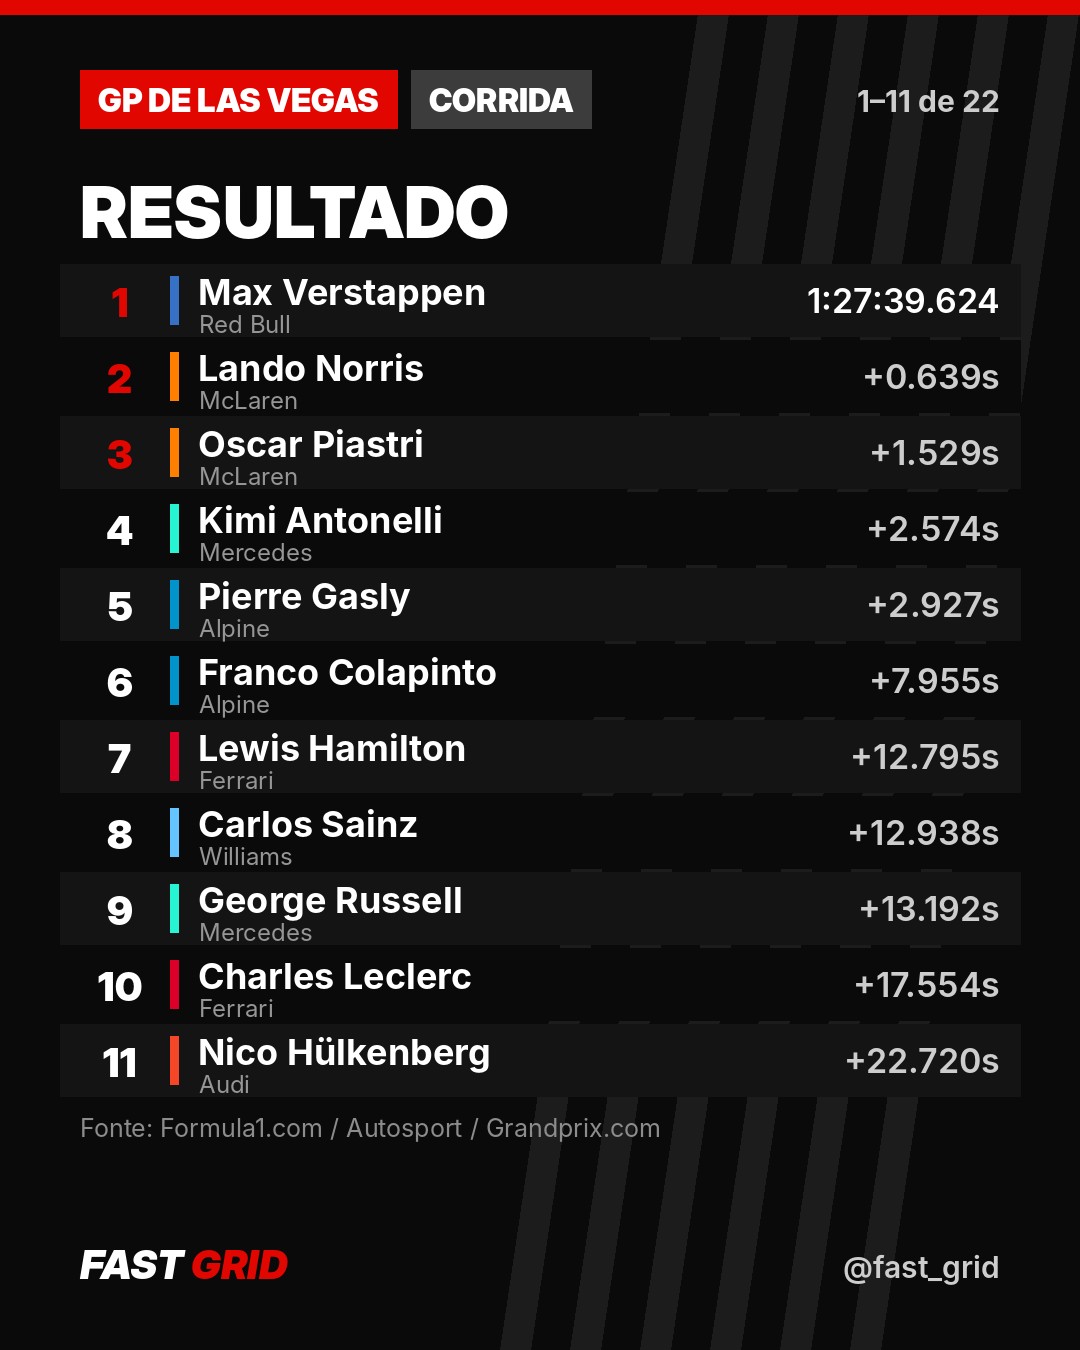 GP DE LAS VEGAS CORRIDA 1–11 de 22
RESULTADO
1 Max Verstappen 1:27:39.624
Red Bull
2 Lando Norris +0.639s
McLaren
3 Oscar Piastri +1.529s
McLaren
4 Kimi Antonelli +2.574s
Mercedes
5 Pierre Gasly +2.927s
Alpine
6 Franco Colapinto +7.955s
Alpine
7 Lewis Hamilton +12.795s
Ferrari
8 Carlos Sainz +12.938s
Williams
9 George Russell +13.192s
Mercedes
10 Charles Leclerc +17.554s
Ferrari
11 Nico Hülkenberg +22.720s
Audi
Fonte: Formula1.com / Autosport / Grandprix.com
FAST GRID @fast_grid